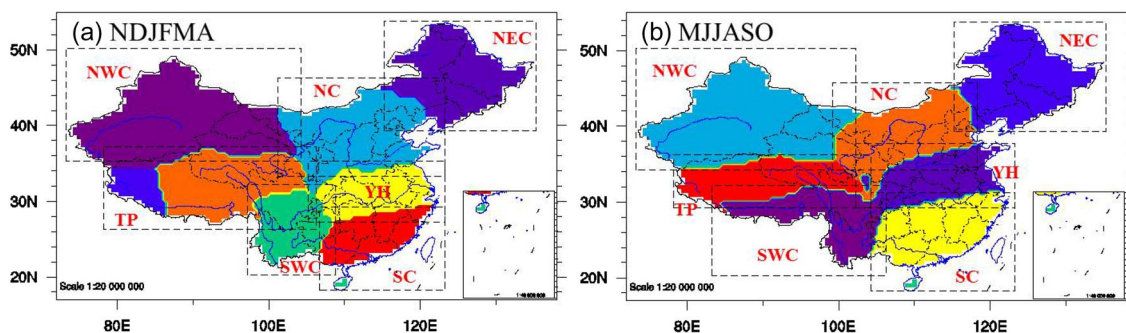 (a) NDJFMA
50N
40N
30N
20N
80E
100E
120E
NWC
NC
NEC
TP
YH
SWC
SC
Scale 1:20 000 000
(b) MJJASO
50N
40N
30N
20N
80E
100E
120E
NWC
NC
NEC
TP
YH
SWC
SC
Scale 1:20 000 000